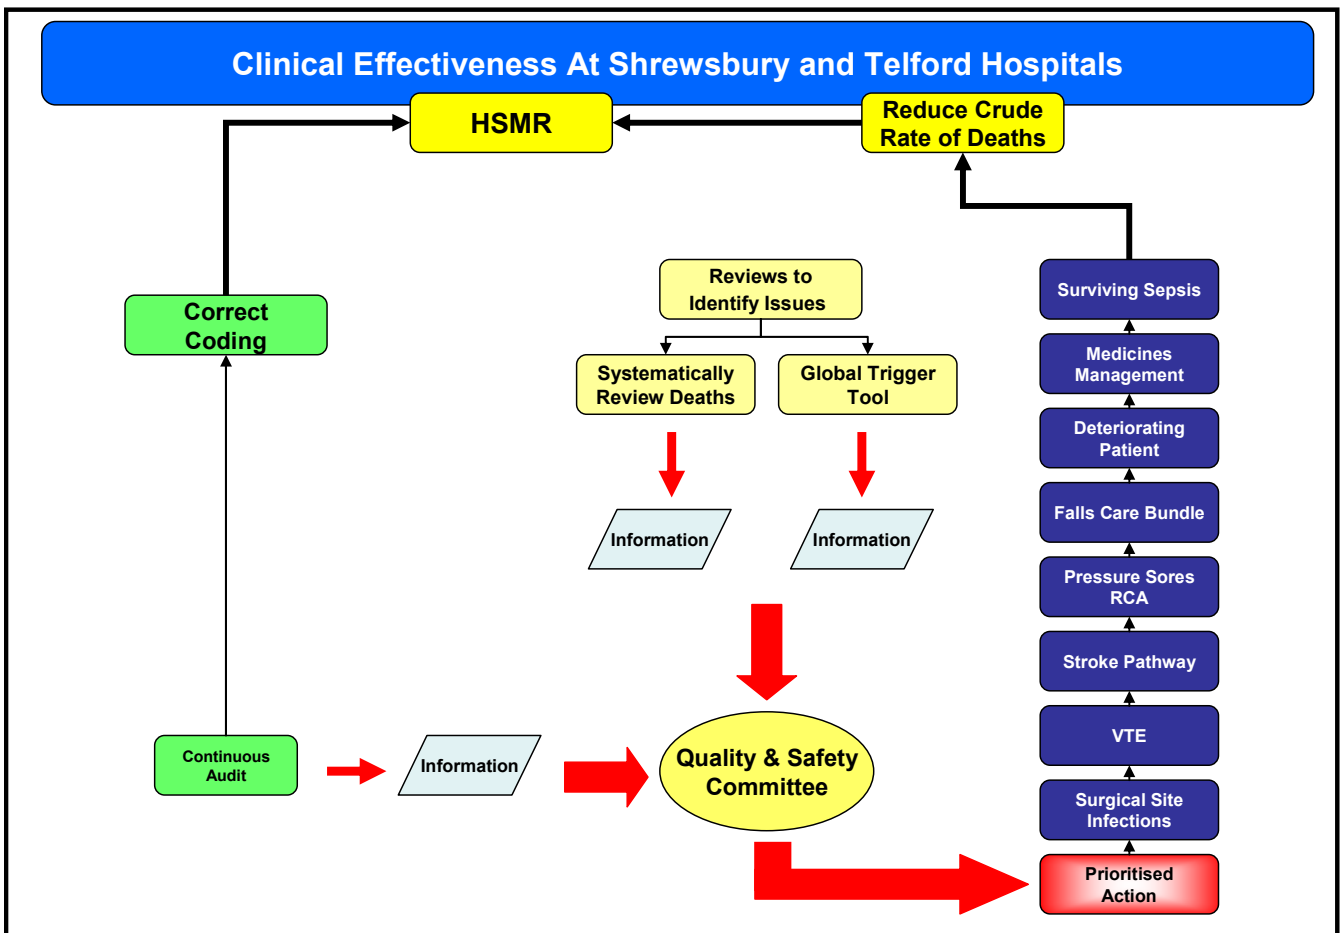 Clinical Effectiveness At Shrewsbury and Telford Hospitals
HSMR
Reduce Crude
Rate of Deaths
Reviews to
Identify Issues
Surviving Sepsis
Correct
Coding
Medicines
Management
Systematically
Review Deaths
Global Trigger
Tool
Deteriorating
Patient
Information
Information
Falls Care Bundle
Pressure Sores
RCA
Stroke Pathway
VTE
Continuous
Audit
Information
Quality & Safety
Committee
Surgical Site
Infections
Prioritised
Action